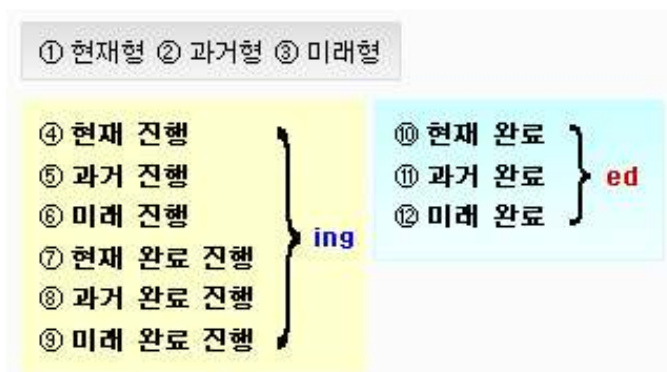 ① 현재형 ② 과거형 ③ 미래형
④ 현재 진행
⑤ 과거 진행
⑥ 미래 진행
⑦ 현재 완료 진행
⑧ 과거 완료 진행
⑨ 미래 완료 진행
ing
⑩ 현재 완료
⑪ 과거 완료
⑫ 미래 완료
ed